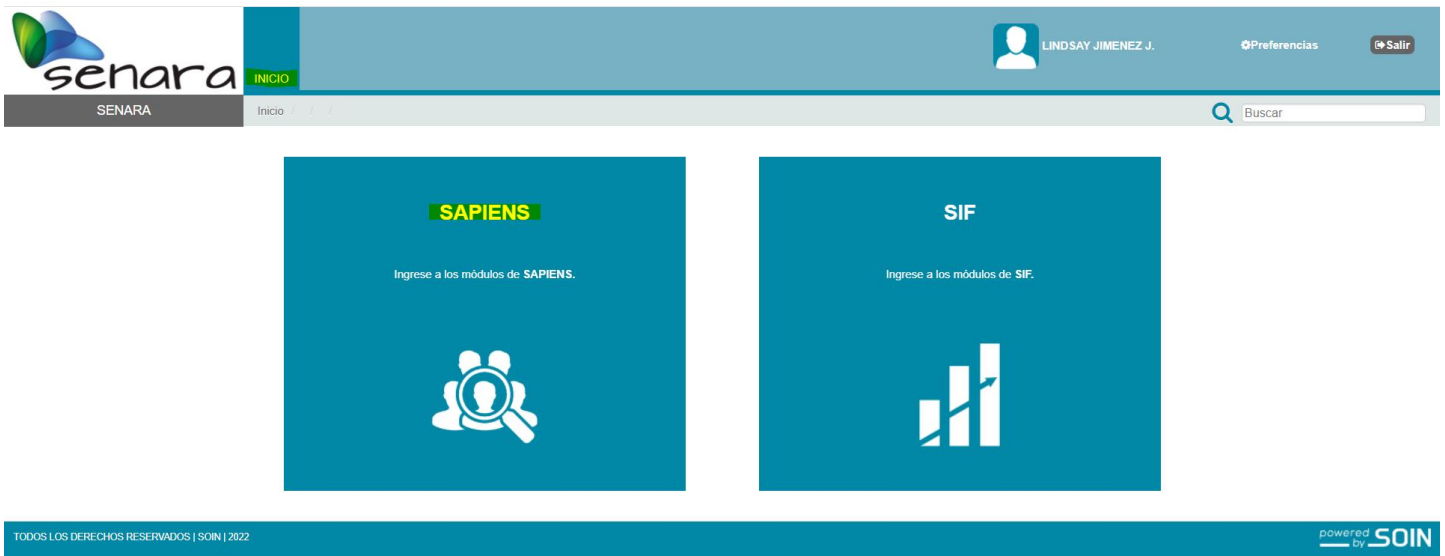 senara
INICIO
LINDSAY JIMENEZ J.
Preferencias
Salir
SENARA
Inicio / / /
Buscar
SAPIENS
Ingrese a los módulos de SAPIENS.
SIF
Ingrese a los módulos de SIF.
TODOS LOS DERECHOS RESERVADOS | SOIN | 2022
powered by SOIN